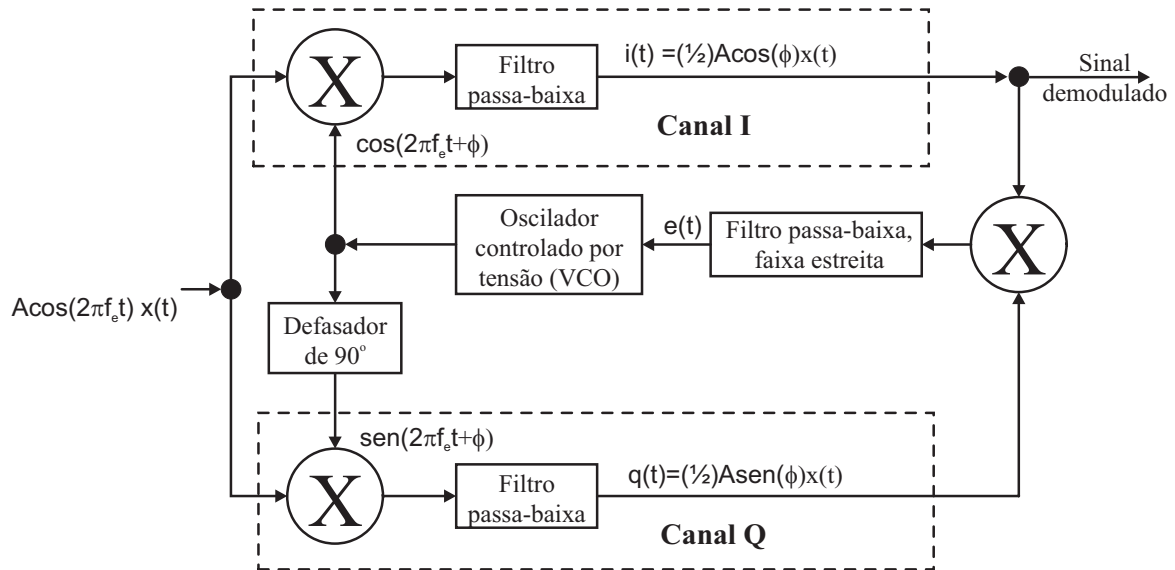 X
Filtro
passa-baixa
i(t) =(½)Acos(ϕ)x(t)
Sinal
demodulado
Canal I
cos(2πfₑt+ϕ)
Oscilador
controlado por
tensão (VCO)
e(t)
Filtro passa-baixa,
faixa estreita
X
Acos(2πfₑt) x(t)
Defasador
de 90º
sen(2πfₑt+ϕ)
X
Filtro
passa-baixa
q(t)=(½)Asen(ϕ)x(t)
Canal Q